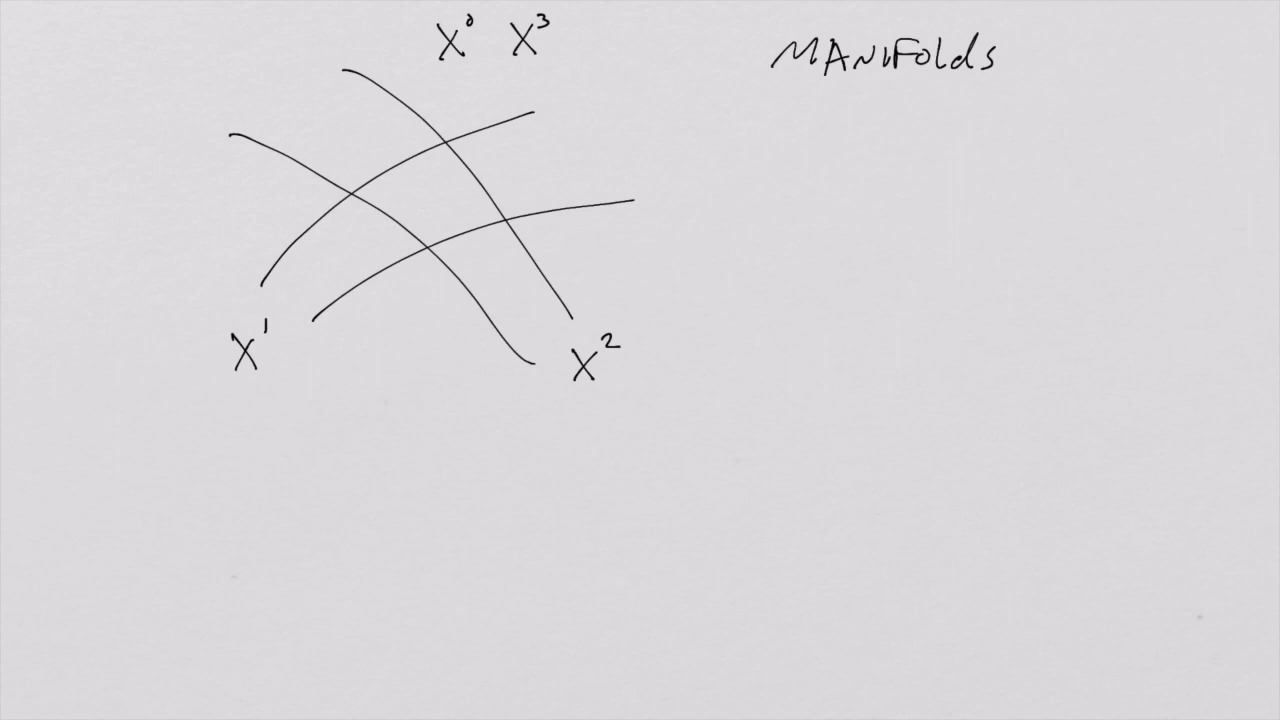 X⁰ X³
MANIFOlds
X¹
X²